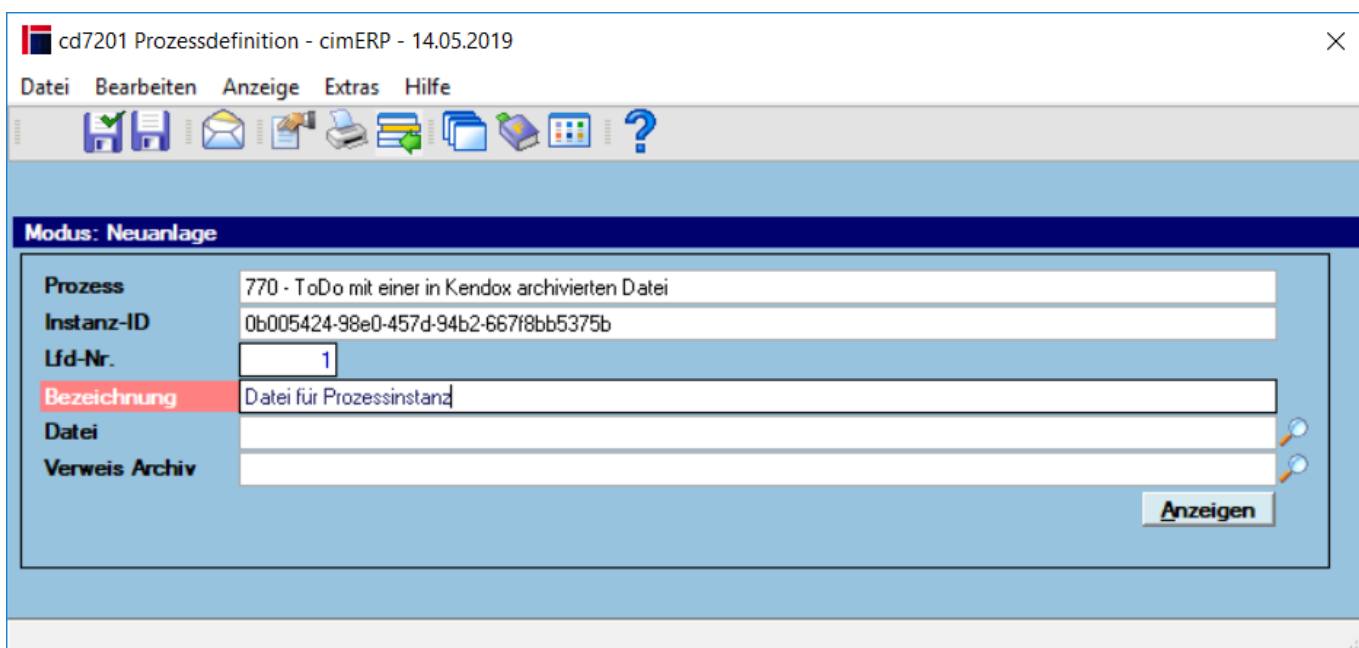 cd7201 Prozessdefinition - cimERP - 14.05.2019
Datei Bearbeiten Anzeige Extras Hilfe
Modus: Neuanlage
Prozess 770 - ToDo mit einer in Kendox archivierten Datei
Instanz-ID 0b005424-98e0-457d-94b2-667f8bb5375b
Lfd-Nr. 1
Bezeichnung Datei für Prozessinstanz
Datei
Verweis Archiv
Anzeigen